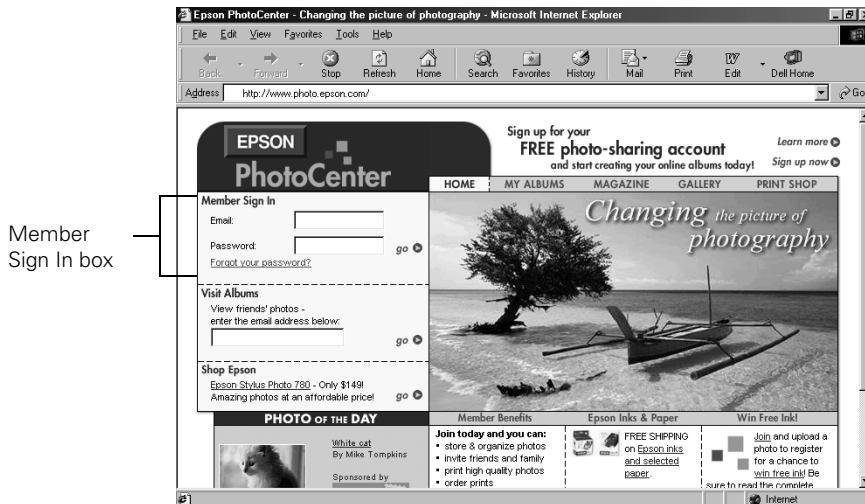 Epson PhotoCenter - Changing the picture of photography - Microsoft Internet Explorer
File Edit View Favorites Tools Help
Back Forward Stop Refresh Home Search Favorites History Mail Print Edit Dell Home
Address http://www.photo.epson.com/ Go
EPSON
PhotoCenter
Sign up for your
FREE photo-sharing account
and start creating your online albums today!
Learn more
Sign up now
HOME MY ALBUMS MAGAZINE GALLERY PRINT SHOP
Member
Sign In box
Member Sign In
Email:
Password:
go
Forgot your password?
Changing the picture of
photography
Visit Albums
View friends' photos -
enter the email address below:
go
Shop Epson
Epson Stylus Photo 780 - Only $149!
Amazing photos at an affordable price!
go
PHOTO OF THE DAY
White cat
By Mike Tompkins
Sponsored by
Member Benefits
Join today and you can:
▪ store & organize photos
▪ invite friends and family
▪ print high quality photos
▪ order prints
Epson Inks & Paper
FREE SHIPPING
on Epson inks
and selected
paper.
Win Free Ink!
Join and upload a
photo to register
for a chance to
win free ink! Be
sure to read the complete
Internet